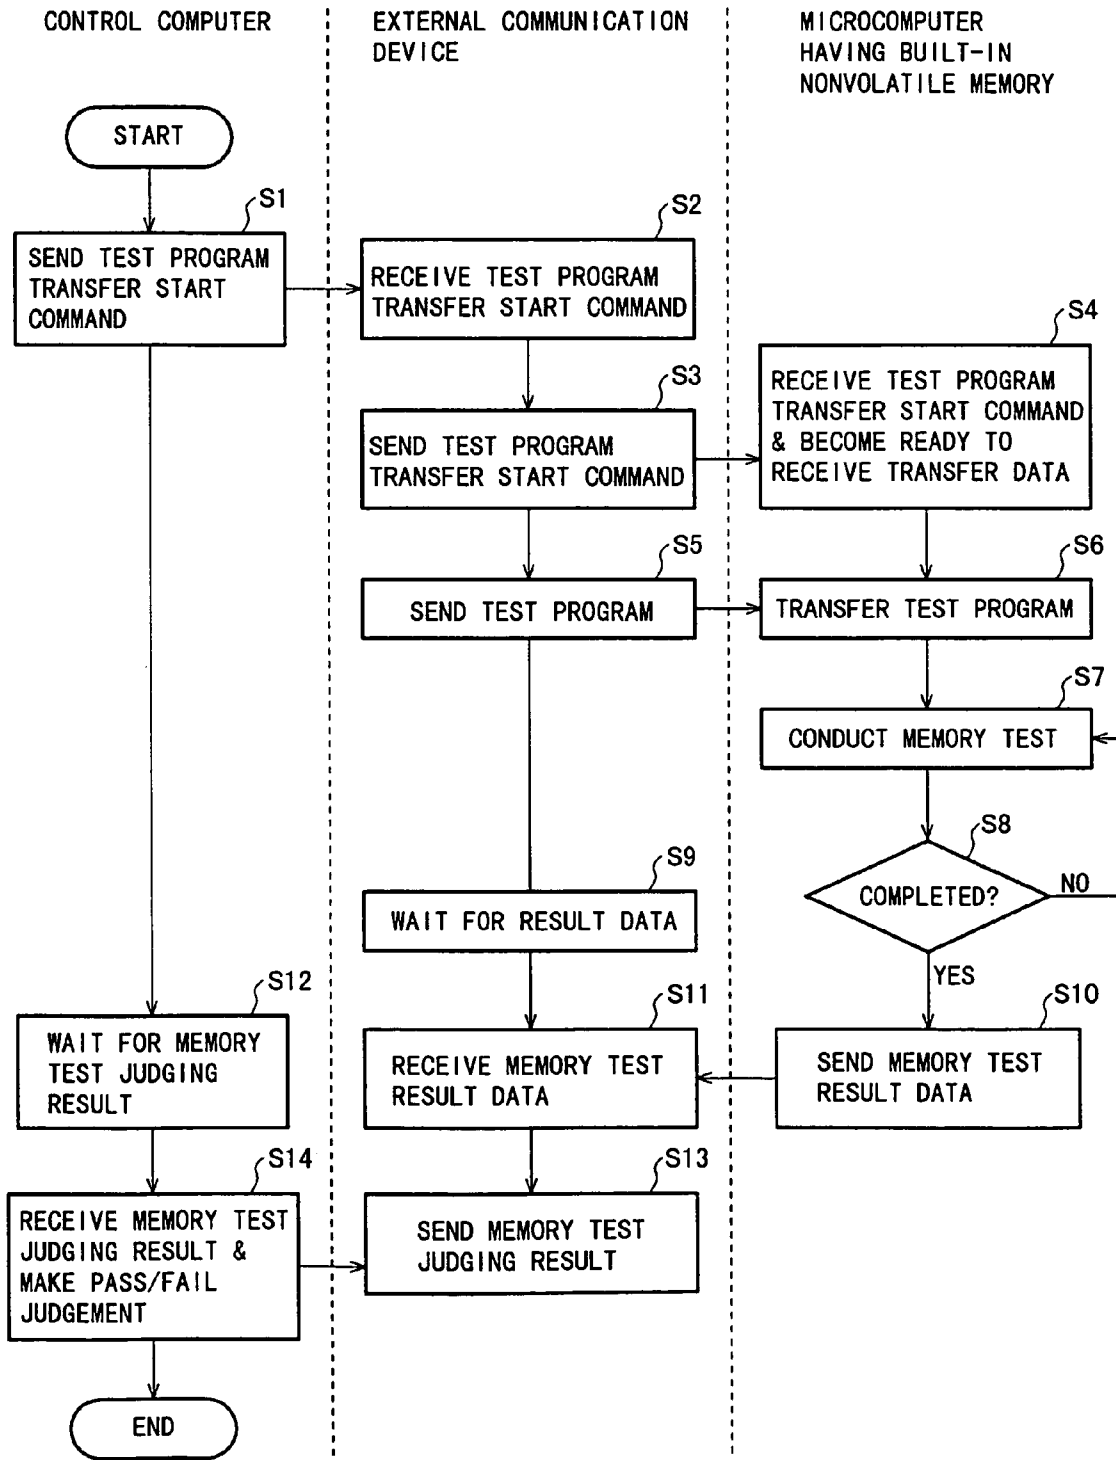 CONTROL COMPUTER
EXTERNAL COMMUNICATION
DEVICE
MICROCOMPUTER
HAVING BUILT-IN
NONVOLATILE MEMORY
START
S1
SEND TEST PROGRAM
TRANSFER START
COMMAND
S2
RECEIVE TEST PROGRAM
TRANSFER START COMMAND
S3
SEND TEST PROGRAM
TRANSFER START COMMAND
S4
RECEIVE TEST PROGRAM
TRANSFER START COMMAND
& BECOME READY TO
RECEIVE TRANSFER DATA
S5
SEND TEST PROGRAM
S6
TRANSFER TEST PROGRAM
S7
CONDUCT MEMORY TEST
S8
COMPLETED?
NO
YES
S9
WAIT FOR RESULT DATA
S10
SEND MEMORY TEST
RESULT DATA
S11
RECEIVE MEMORY TEST
RESULT DATA
S12
WAIT FOR MEMORY
TEST JUDGING
RESULT
S13
SEND MEMORY TEST
JUDGING RESULT
S14
RECEIVE MEMORY TEST
JUDGING RESULT &
MAKE PASS/FAIL
JUDGEMENT
END